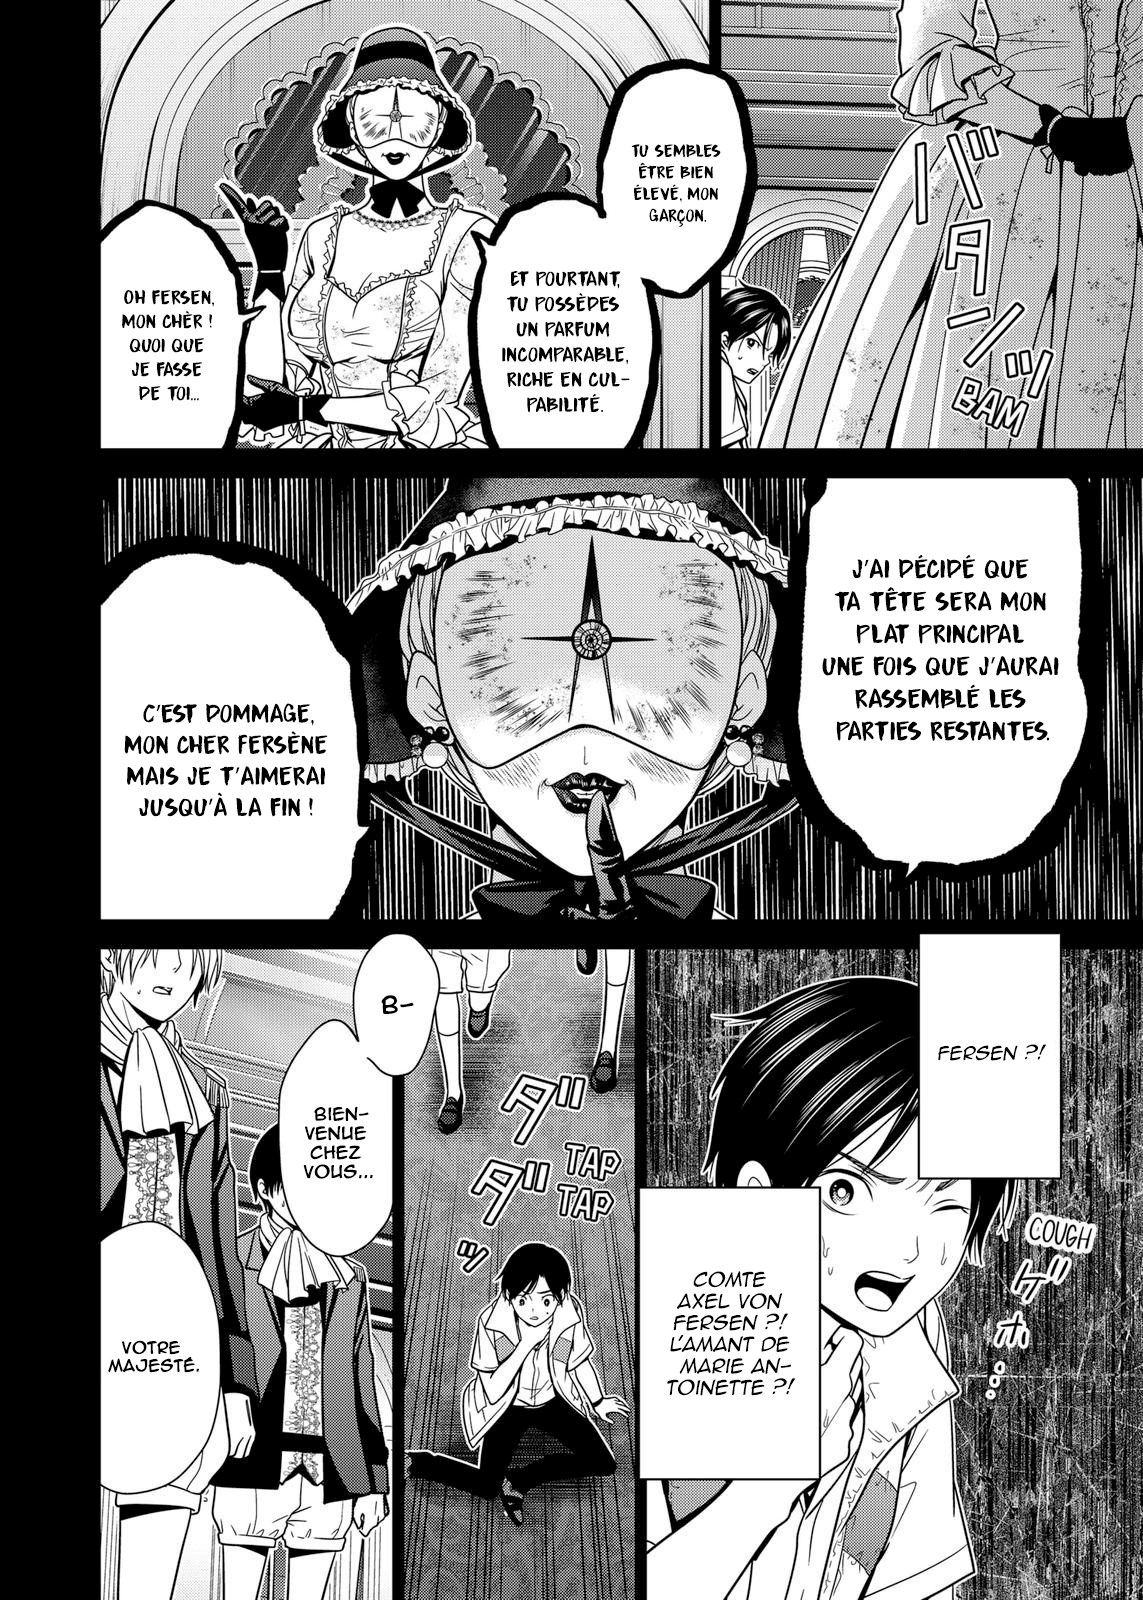 TU SEMBLES
ÊTRE BIEN
ÉLEVÉ, MON
GARÇON.
ET POURTANT,
TU POSSÈDES
UN PARFUM
INCOMPARABLE,
RICHE EN CUL-
PABILITÉ.
OH FERSEN,
MON CHÈR !
QUOI QUE
JE FASSE
DE TOI...
バタンッ
BAM
J'AI DÉCIDÉ QUE
TA TÊTE SERA MON
PLAT PRINCIPAL
UNE FOIS QUE J'AURAI
RASSEMBLÉ LES
PARTIES RESTANTES.
C'EST DOMMAGE,
MON CHER FERSÈNE
MAIS JE T'AIMERAI
JUSQU'À LA FIN !
FERSEN ?!
COMTE
AXEL VON
FERSEN ?!
L'AMANT DE
MARIE AN-
TOINETTE ?!
COUGH
ゲホ...
ダダッ
TAP
TAP
B-
BIEN-
VENUE
CHEZ
VOUS...
VOTRE
MAJESTÉ.